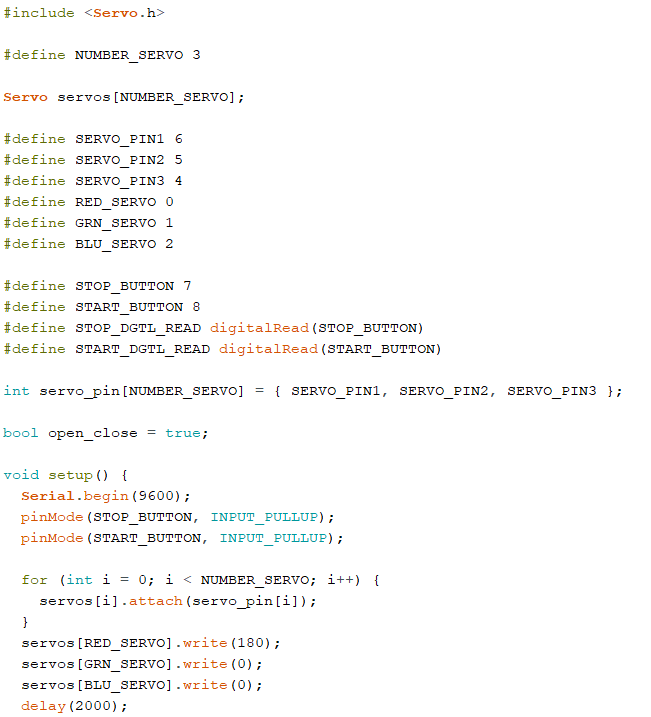 #include <Servo.h>
#define NUMBER_SERVO 3
Servo servos[NUMBER_SERVO];
#define SERVO_PIN1 6
#define SERVO_PIN2 5
#define SERVO_PIN3 4
#define RED_SERVO 0
#define GRN_SERVO 1
#define BLU_SERVO 2
#define STOP_BUTTON 7
#define START_BUTTON 8
#define STOP_DGTL_READ digitalRead(STOP_BUTTON)
#define START_DGTL_READ digitalRead(START_BUTTON)
int servo_pin[NUMBER_SERVO] = { SERVO_PIN1, SERVO_PIN2, SERVO_PIN3 };
bool open_close = true;
void setup() {
  Serial.begin(9600);
  pinMode(STOP_BUTTON, INPUT_PULLUP);
  pinMode(START_BUTTON, INPUT_PULLUP);
  for (int i = 0; i < NUMBER_SERVO; i++) {
    servos[i].attach(servo_pin[i]);
  }
  servos[RED_SERVO].write(180);
  servos[GRN_SERVO].write(0);
  servos[BLU_SERVO].write(0);
  delay(2000);